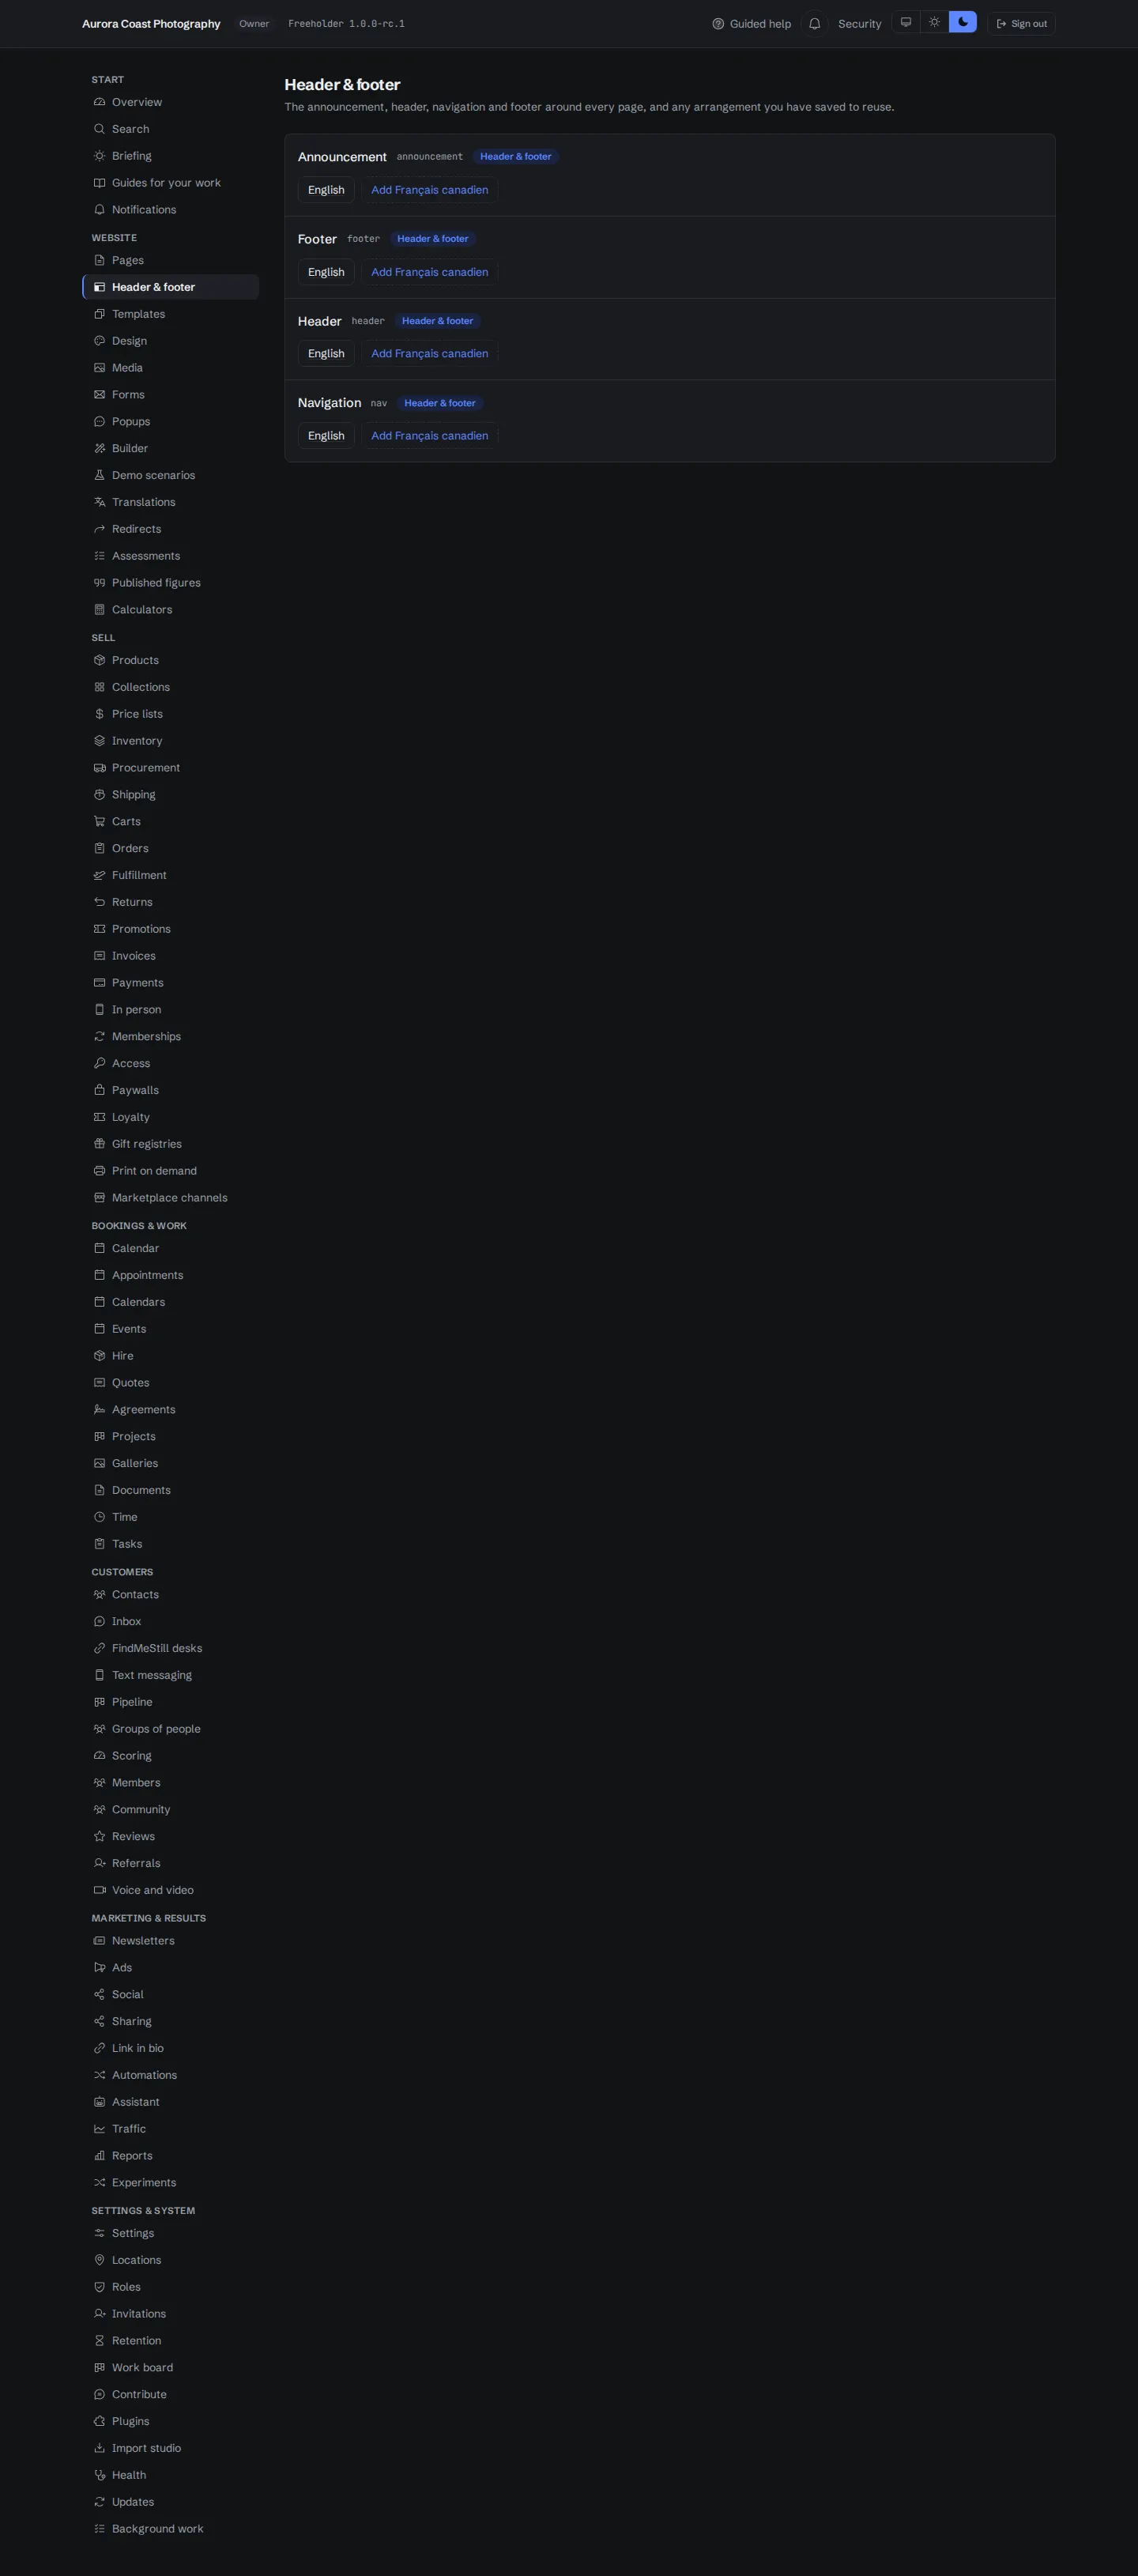 Aurora Coast Photography Owner Freeholder 1.0.0-rc.1 Guided help Security Sign out
START
Overview
Search
Briefing
Guides for your work
Notifications
WEBSITE
Pages
Header & footer
Templates
Design
Media
Forms
Popups
Builder
Demo scenarios
Translations
Redirects
Assessments
Published figures
Calculators
SELL
Products
Collections
Price lists
Inventory
Procurement
Shipping
Carts
Orders
Fulfillment
Returns
Promotions
Invoices
Payments
In person
Memberships
Access
Paywalls
Loyalty
Gift registries
Print on demand
Marketplace channels
BOOKINGS & WORK
Calendar
Appointments
Calendars
Events
Hire
Quotes
Agreements
Projects
Galleries
Documents
Time
Tasks
CUSTOMERS
Contacts
Inbox
FindMeStill desks
Text messaging
Pipeline
Groups of people
Scoring
Members
Community
Reviews
Referrals
Voice and video
MARKETING & RESULTS
Newsletters
Ads
Social
Sharing
Link in bio
Automations
Assistant
Traffic
Reports
Experiments
SETTINGS & SYSTEM
Settings
Locations
Roles
Invitations
Retention
Work board
Contribute
Plugins
Import studio
Health
Updates
Background work
Header & footer
The announcement, header, navigation and footer around every page, and any arrangement you have saved to reuse.
Announcement announcement Header & footer
English Add Français canadien
Footer footer Header & footer
English Add Français canadien
Header header Header & footer
English Add Français canadien
Navigation nav Header & footer
English Add Français canadien